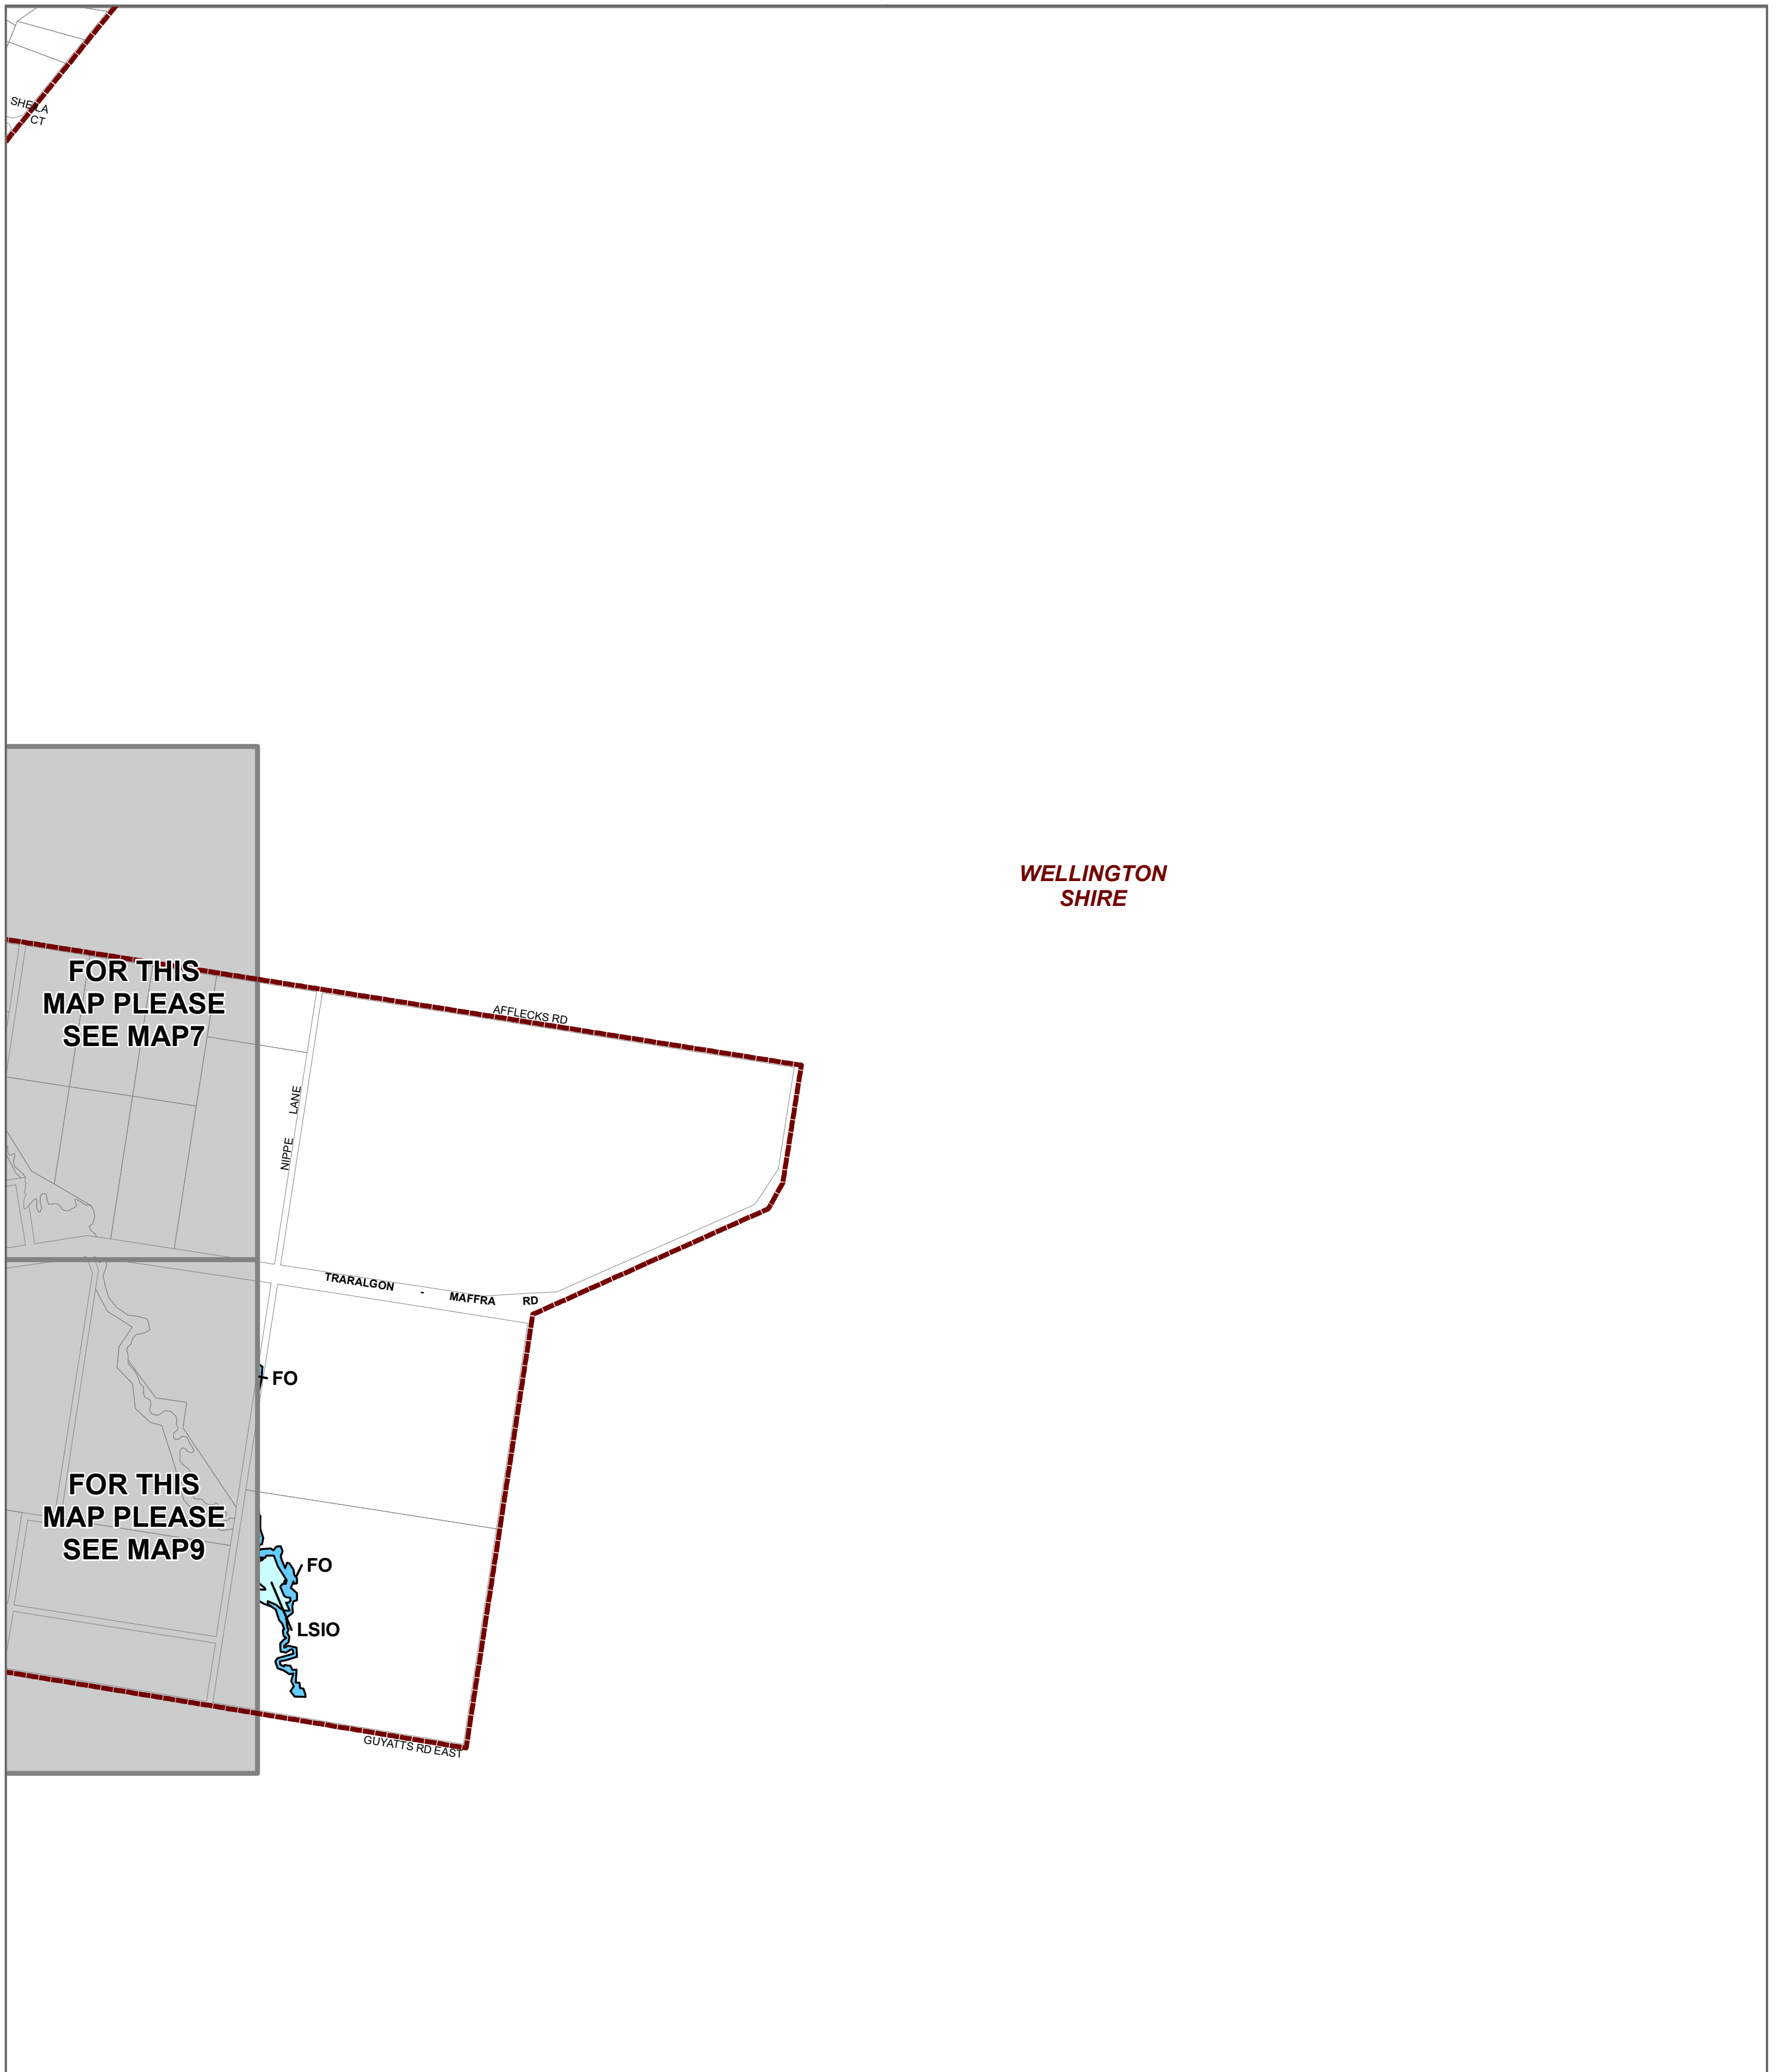 SHEILA
CT
WELLINGTON
SHIRE
FOR THIS
MAP PLEASE
SEE MAP7
AFFLECKS RD
NIPPE LANE
TRARALGON - MAFFRA RD
FO
FOR THIS
MAP PLEASE
SEE MAP9
FO
LSIO
GUYATTS RD EAST